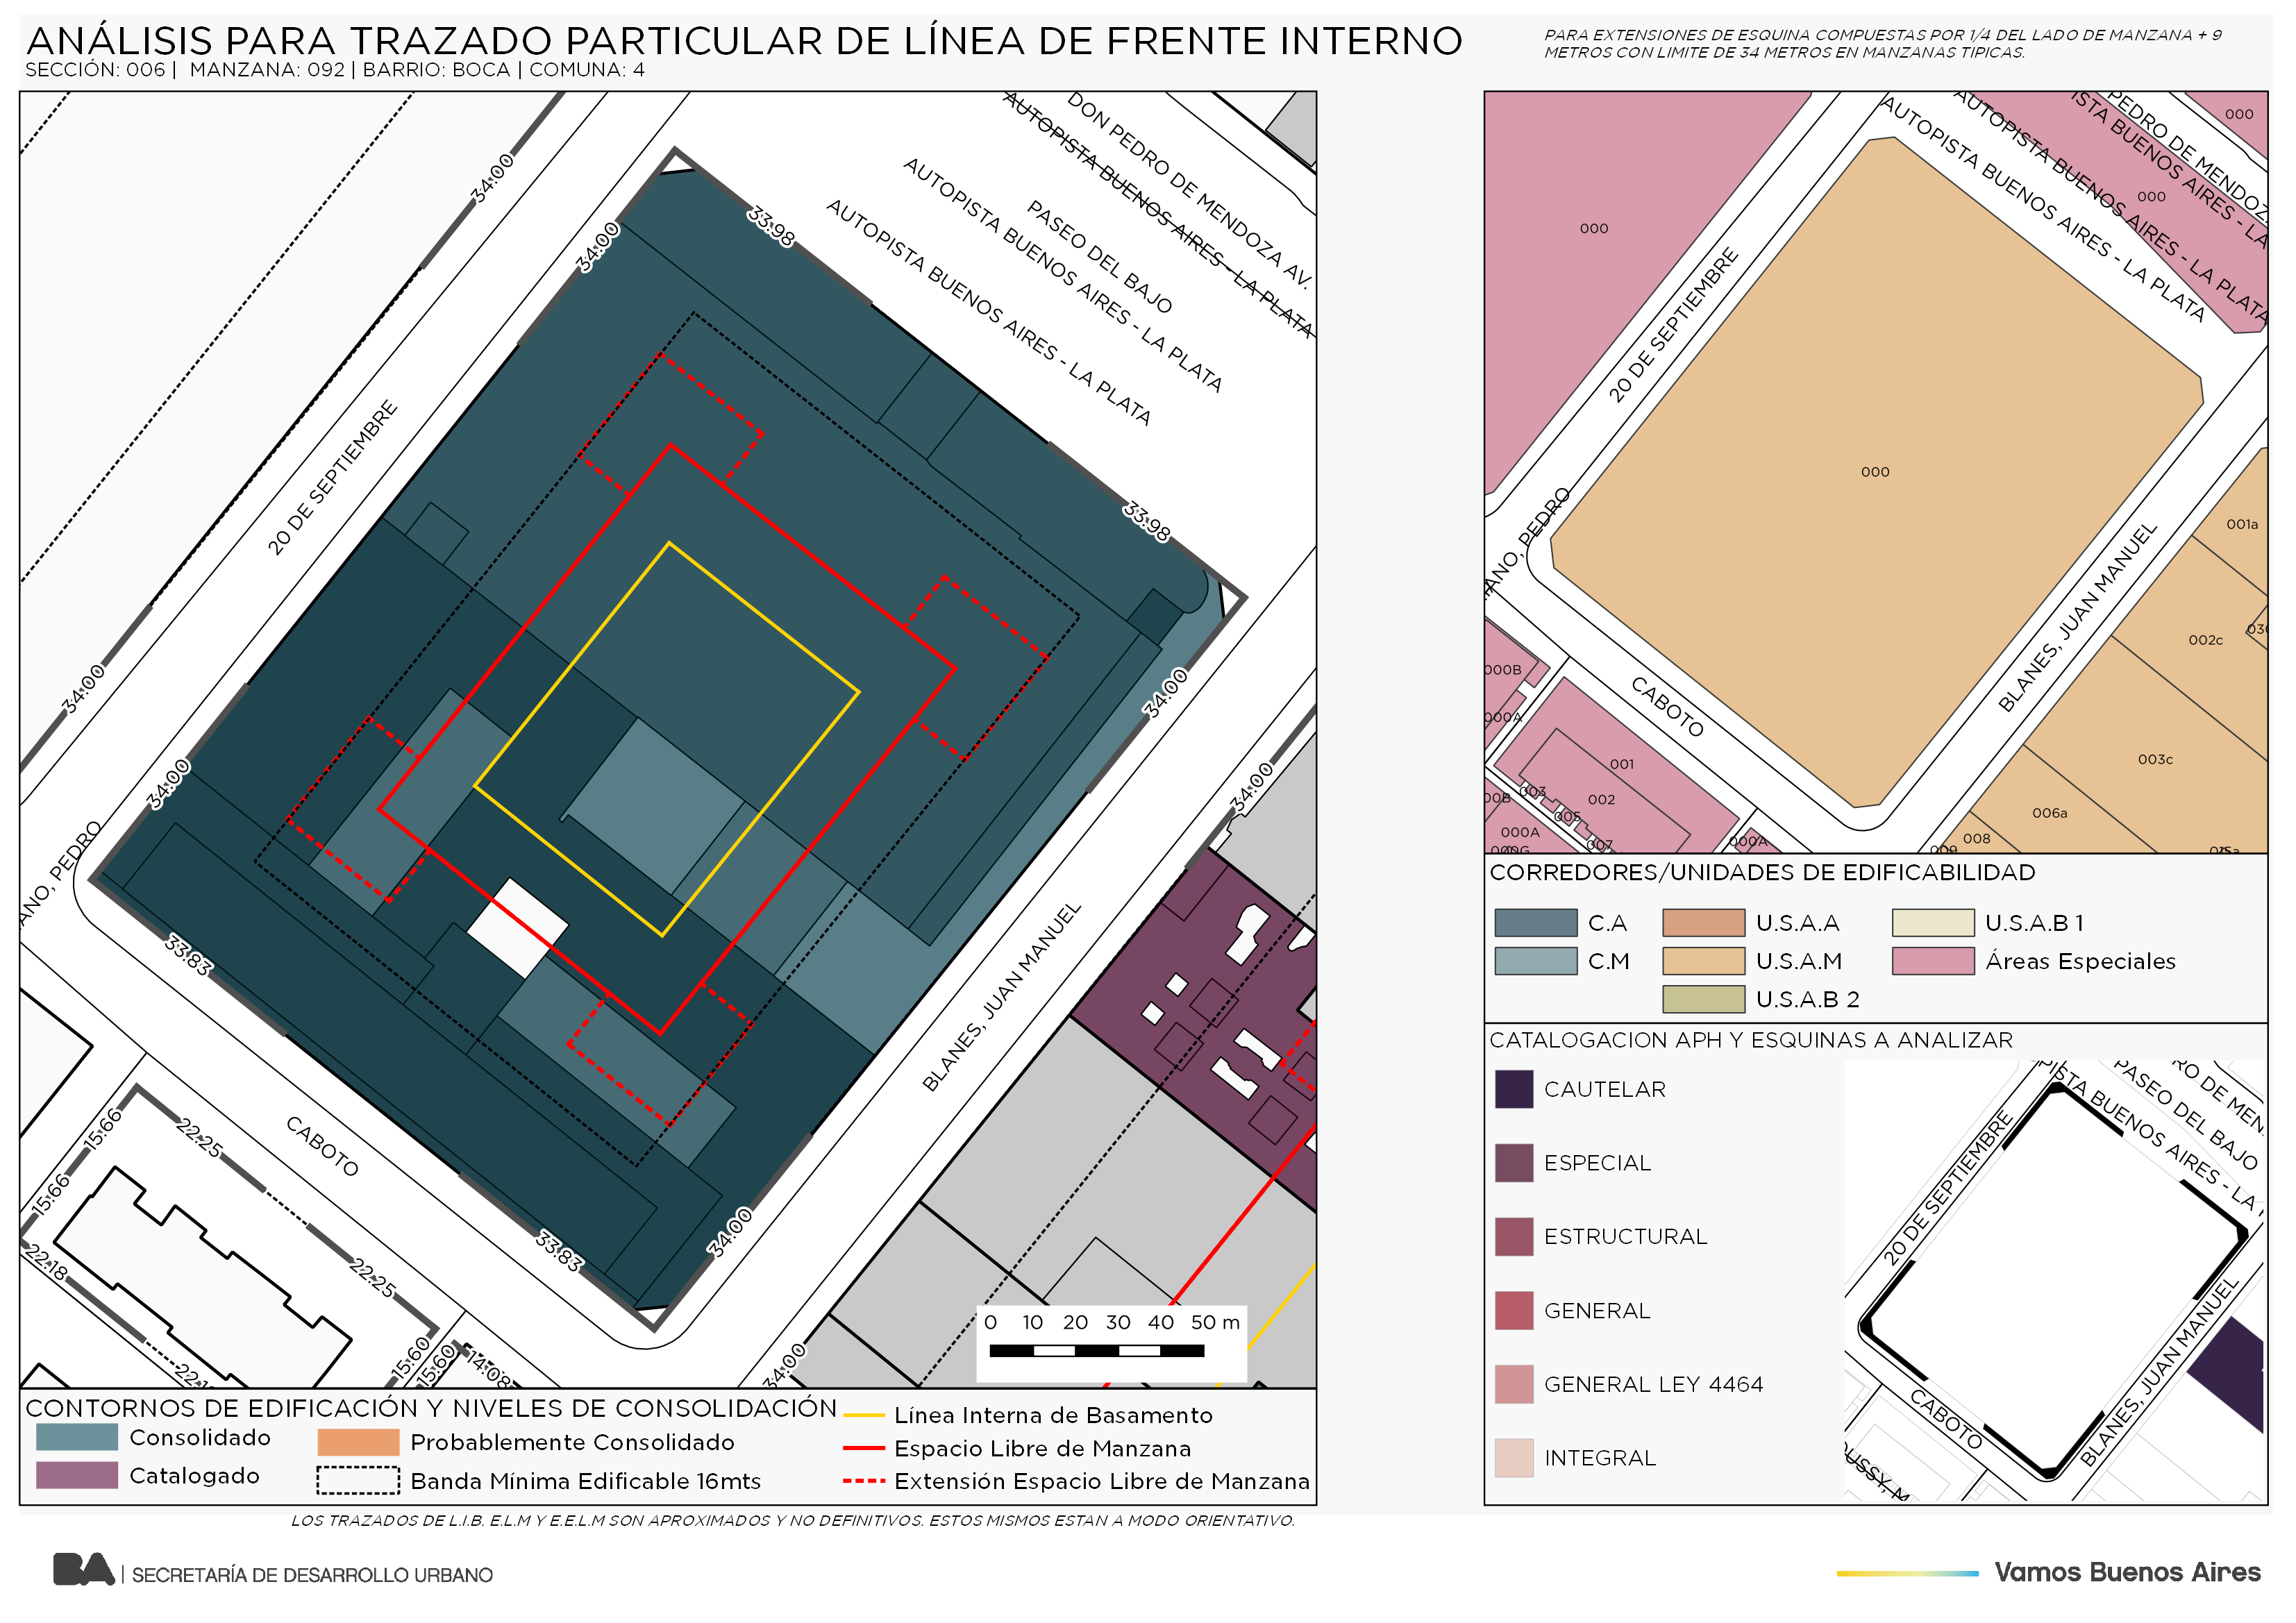 ANÁLISIS PARA TRAZADO PARTICULAR DE LÍNEA DE FRENTE INTERNO
SECCIÓN: 006 | MANZANA: 092 | BARRIO: BOCA | COMUNA: 4
PARA EXTENSIONES DE ESQUINA COMPUESTAS POR 1/4 DEL LADO DE MANZANA + 9
METROS CON LIMITE DE 34 METROS EN MANZANAS TIPICAS.
DON PEDRO DE MENDOZA AV.
AUTOPISTA BUENOS AIRES - LA PLATA
PASEO DEL BAJO
AUTOPISTA BUENOS AIRES - LA PLATA
AUTOPISTA BUENOS AIRES - LA PLATA
34:00
34:00
33.98
33.98
20 DE SEPTIEMBRE
34:00
34:00
34:00
34:00
ANO, PEDRO
33.83
33.83
34:00
34:00
BLANES, JUAN MANUEL
CABOTO
15:66
22.25
15:66
22.25
22.18
15:60
15:60
14:08
0 10 20 30 40 50 m
CONTORNOS DE EDIFICACIÓN Y NIVELES DE CONSOLIDACIÓN
Consolidado
Catalogado
Probablemente Consolidado
Banda Mínima Edificable 16mts
Línea Interna de Basamento
Espacio Libre de Manzana
Extensión Espacio Libre de Manzana
LOS TRAZADOS DE L.I.B. E.L.M Y E.E.L.M SON APROXIMADOS Y NO DEFINITIVOS. ESTOS MISMOS ESTAN A MODO ORIENTATIVO.
000
PEDRO DE MENDOZ
ISTA BUENOS AIRES - LA
AUTOPISTA BUENOS AIRES - LA PLATA
AUTOPISTA BUENOS AIRES - LA PLATA
000
000
20 DE SEPTIEMBRE
000
ANO, PEDRO
BLANES, JUAN MANUEL
CABOTO
001a
002c
003c
006a
008
009
000B
000A
001
002
003
005
007
000A
000A
CORREDORES/UNIDADES DE EDIFICABILIDAD
C.A
C.M
U.S.A.A
U.S.A.M
U.S.A.B 2
U.S.A.B 1
Áreas Especiales
CATALOGACION APH Y ESQUINAS A ANALIZAR
CAUTELAR
ESPECIAL
ESTRUCTURAL
GENERAL
GENERAL LEY 4464
INTEGRAL
RO DE MEN
PASEO DEL BAJO
PISTA BUENOS AIRES - LA
20 DE SEPTIEMBRE
BLANES, JUAN MANUEL
CABOTO
BA | SECRETARÍA DE DESARROLLO URBANO
Vamos Buenos Aires